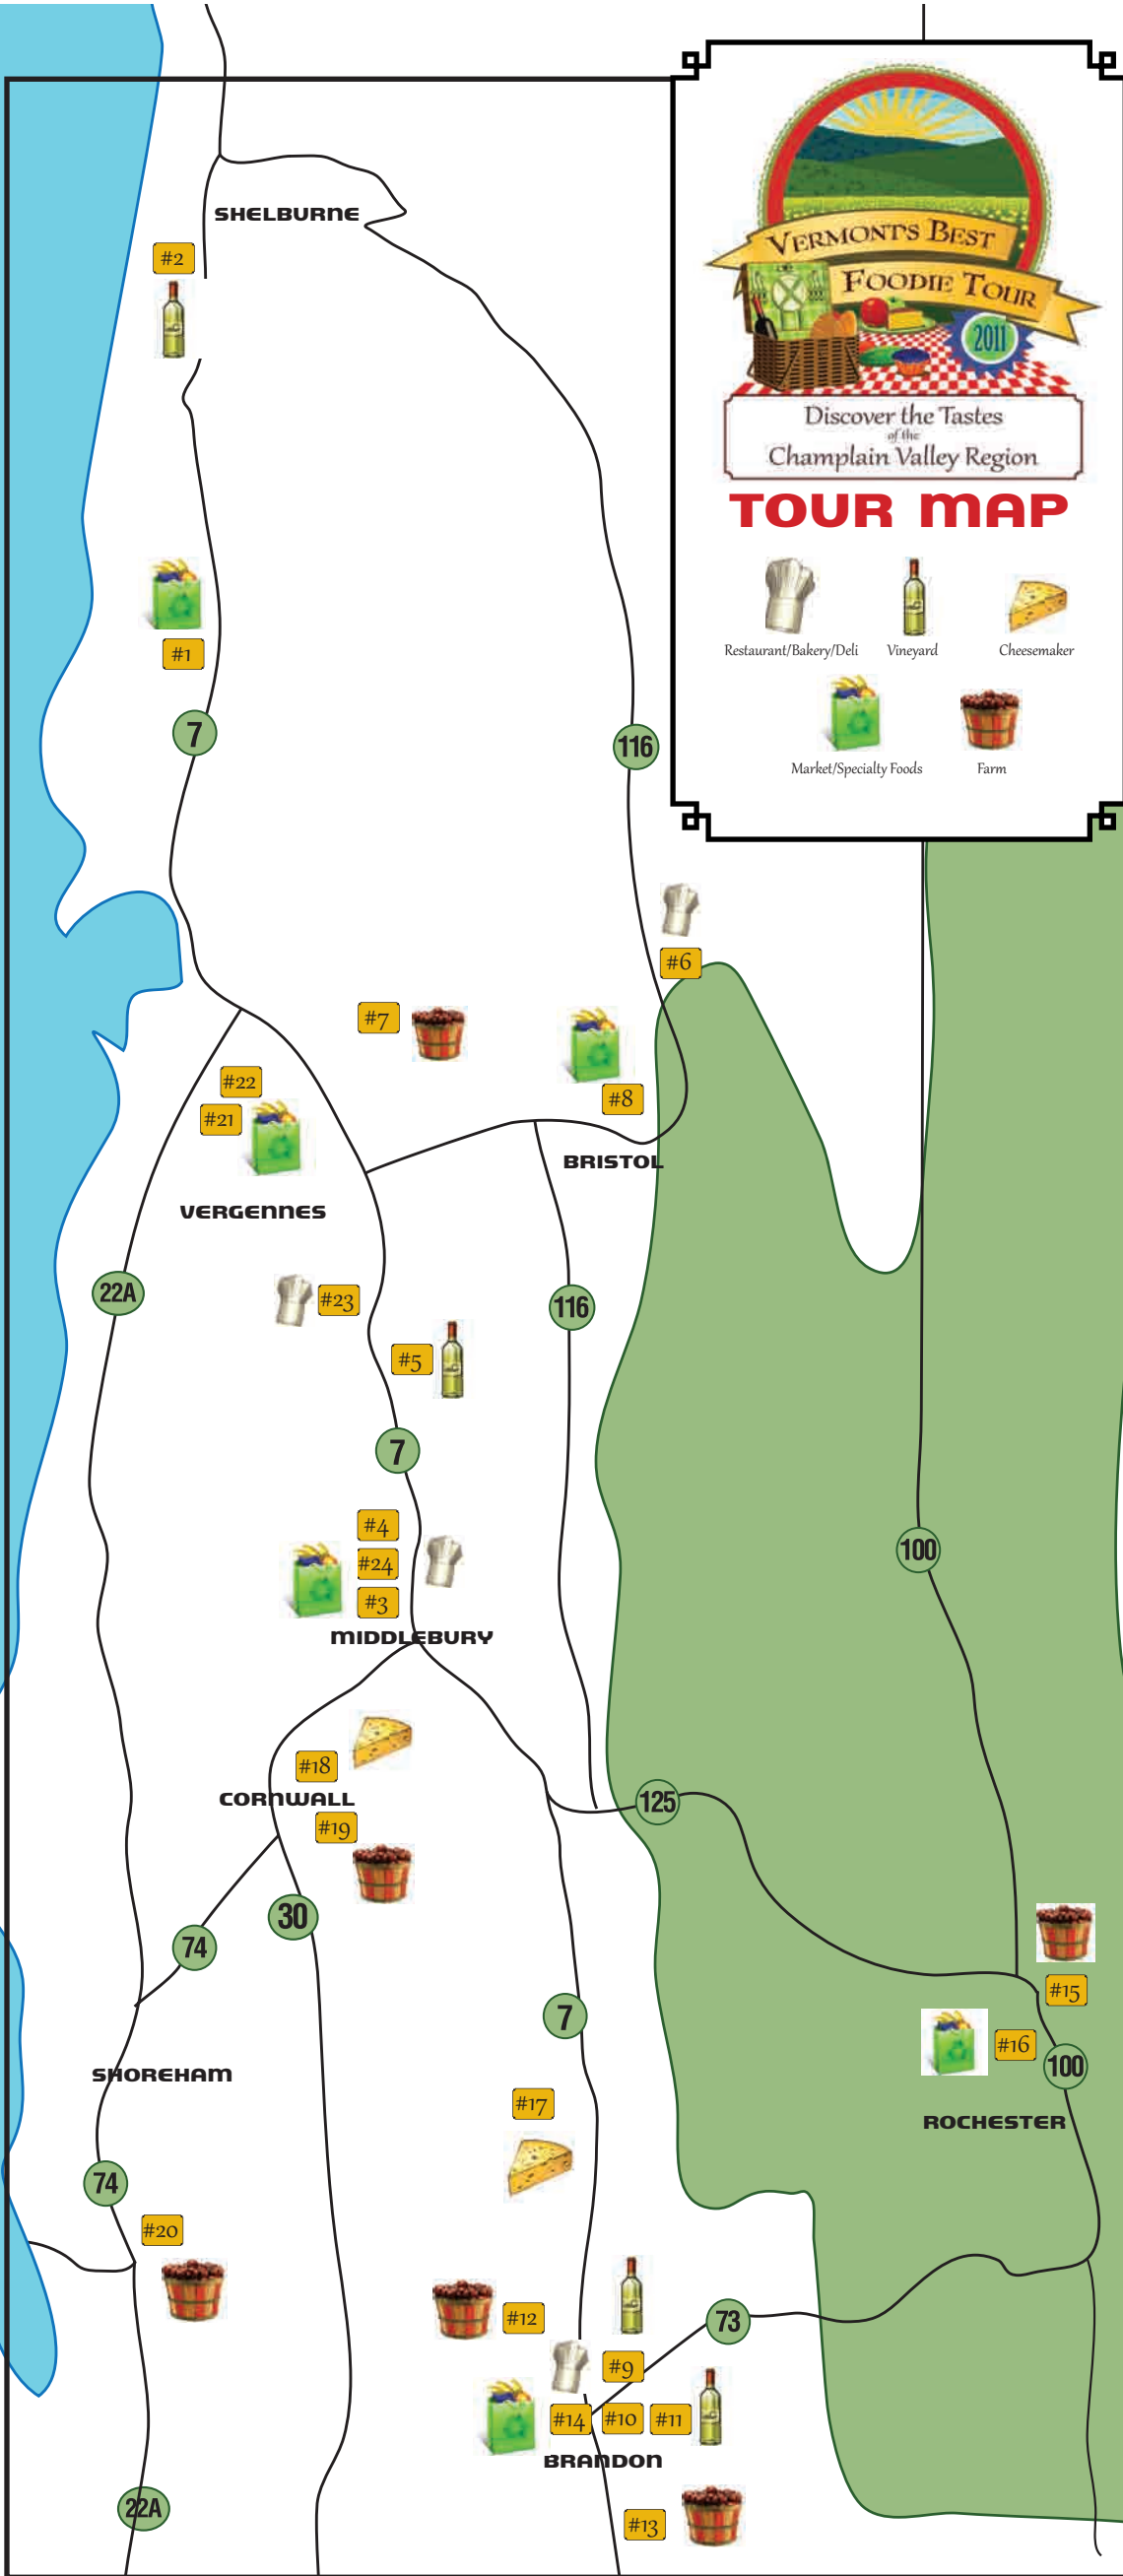 VERMONT'S BEST
FOODIE TOUR
2011
Discover the Tastes
of the
Champlain Valley Region
TOUR MAP
Restaurant/Bakery/Deli
Vineyard
Cheesemaker
Market/Specialty Foods
Farm
SHELBURNE
#2
#1
7
116
#6
#7
#8
#22
#21
BRISTOL
VERGENNES
22A
#23
116
#5
7
#4
#24
#3
100
MIDDLEBURY
#18
CORNWALL
125
#19
30
74
#15
7
#16
100
SHOREHAM
#17
ROCHESTER
74
#20
#12
73
#9
#14
#10
#11
BRANDON
22A
#13